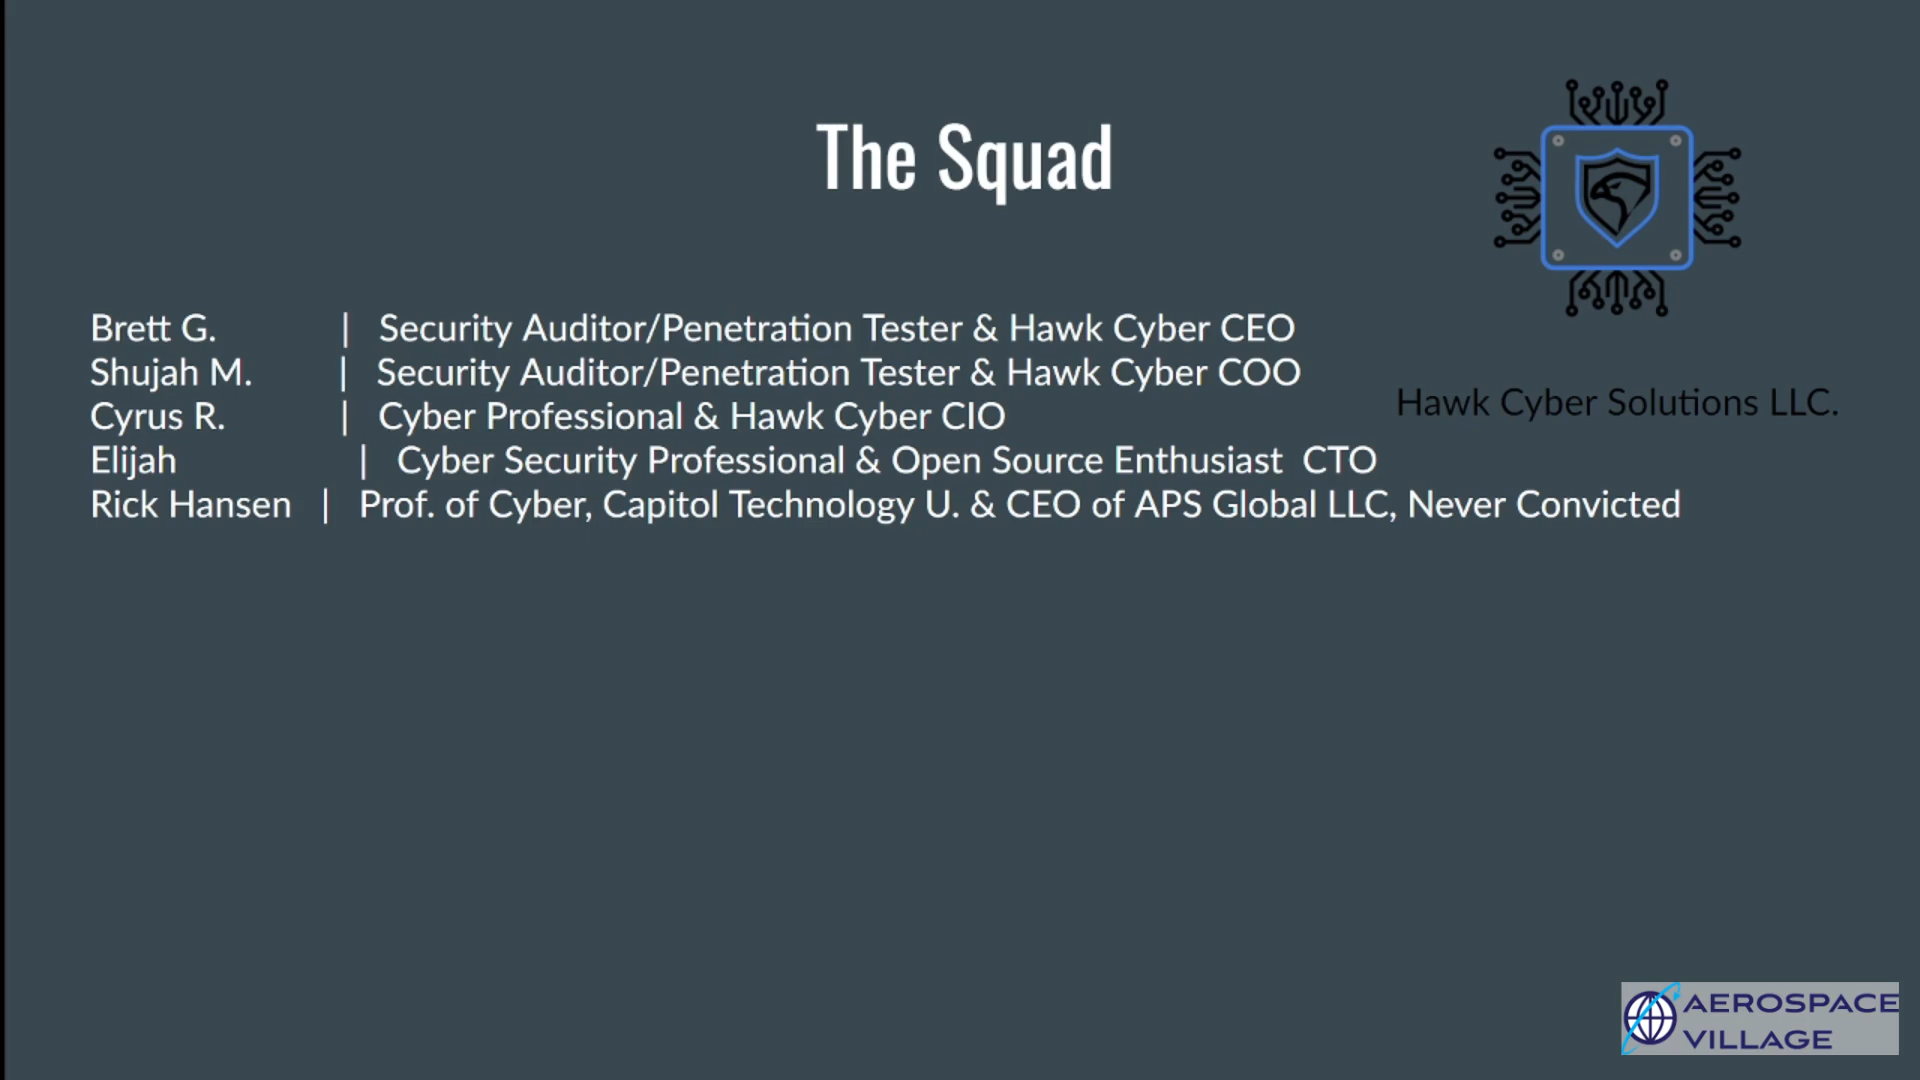 The Squad
Brett G. | Security Auditor/Penetration Tester & Hawk Cyber CEO
Shujah M. | Security Auditor/Penetration Tester & Hawk Cyber COO
Cyrus R. | Cyber Professional & Hawk Cyber CIO
Elijah | Cyber Security Professional & Open Source Enthusiast CTO
Rick Hansen | Prof. of Cyber, Capitol Technology U. & CEO of APS Global LLC, Never Convicted
Hawk Cyber Solutions LLC.
AEROSPACE
VILLAGE